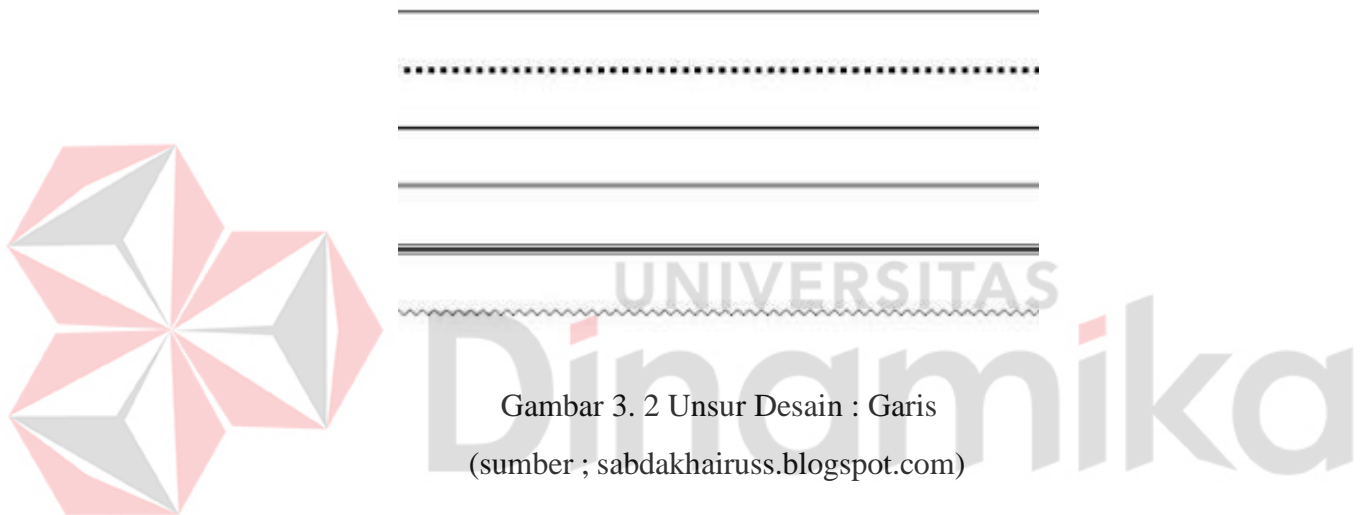 UNIVERSITAS
Dinamika
Gambar 3. 2 Unsur Desain : Garis
(sumber ; sabdakhairuss.blogspot.com)